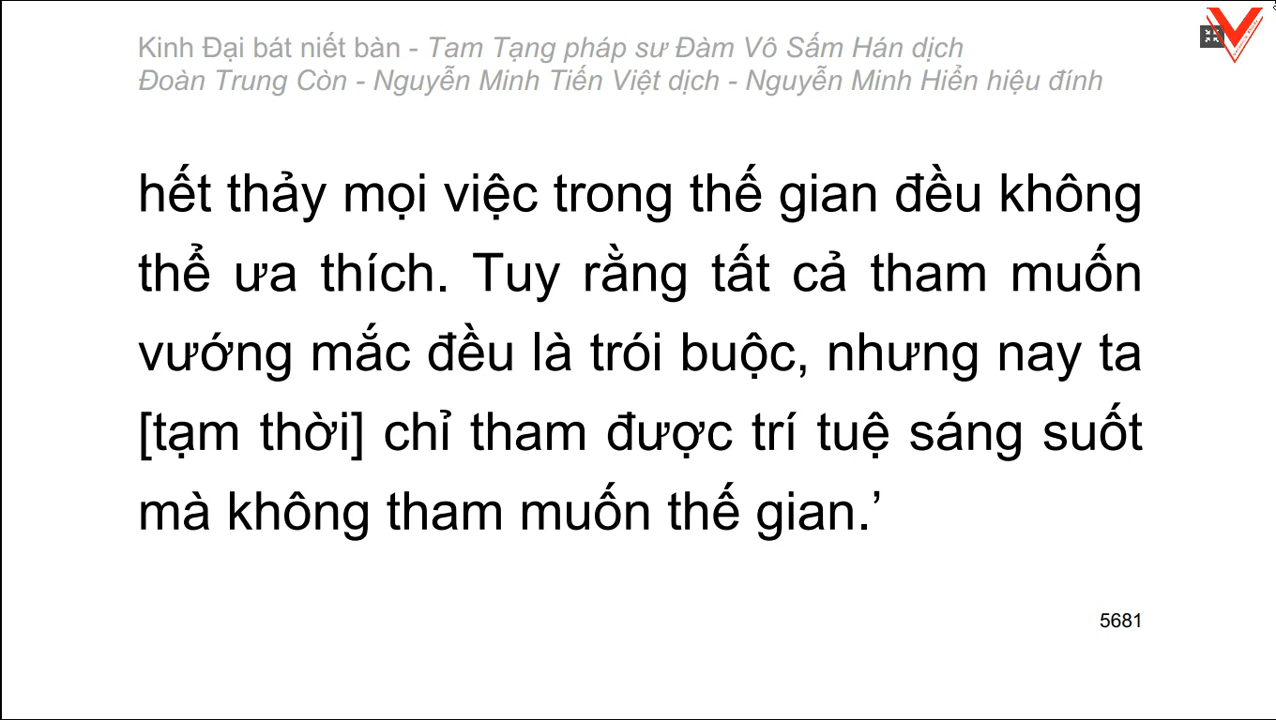 Kinh Đại bát niết bàn - Tam Tạng pháp sư Đàm Vô Sấm Hán dịch
Đoàn Trung Còn - Nguyễn Minh Tiến Việt dịch - Nguyễn Minh Hiển hiệu đính
hết thảy mọi việc trong thế gian đều không
thể ưa thích. Tuy rằng tất cả tham muốn
vướng mắc đều là trói buộc, nhưng nay ta
[tạm thời] chỉ tham được trí tuệ sáng suốt
mà không tham muốn thế gian.’
5681